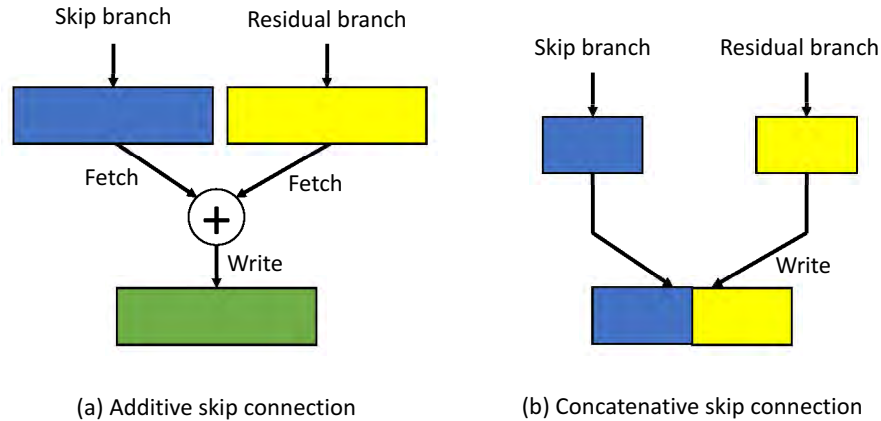 Skip branch
Residual branch
Fetch
Fetch
+
Write
(a) Additive skip connection
Skip branch
Residual branch
Write
(b) Concatenative skip connection